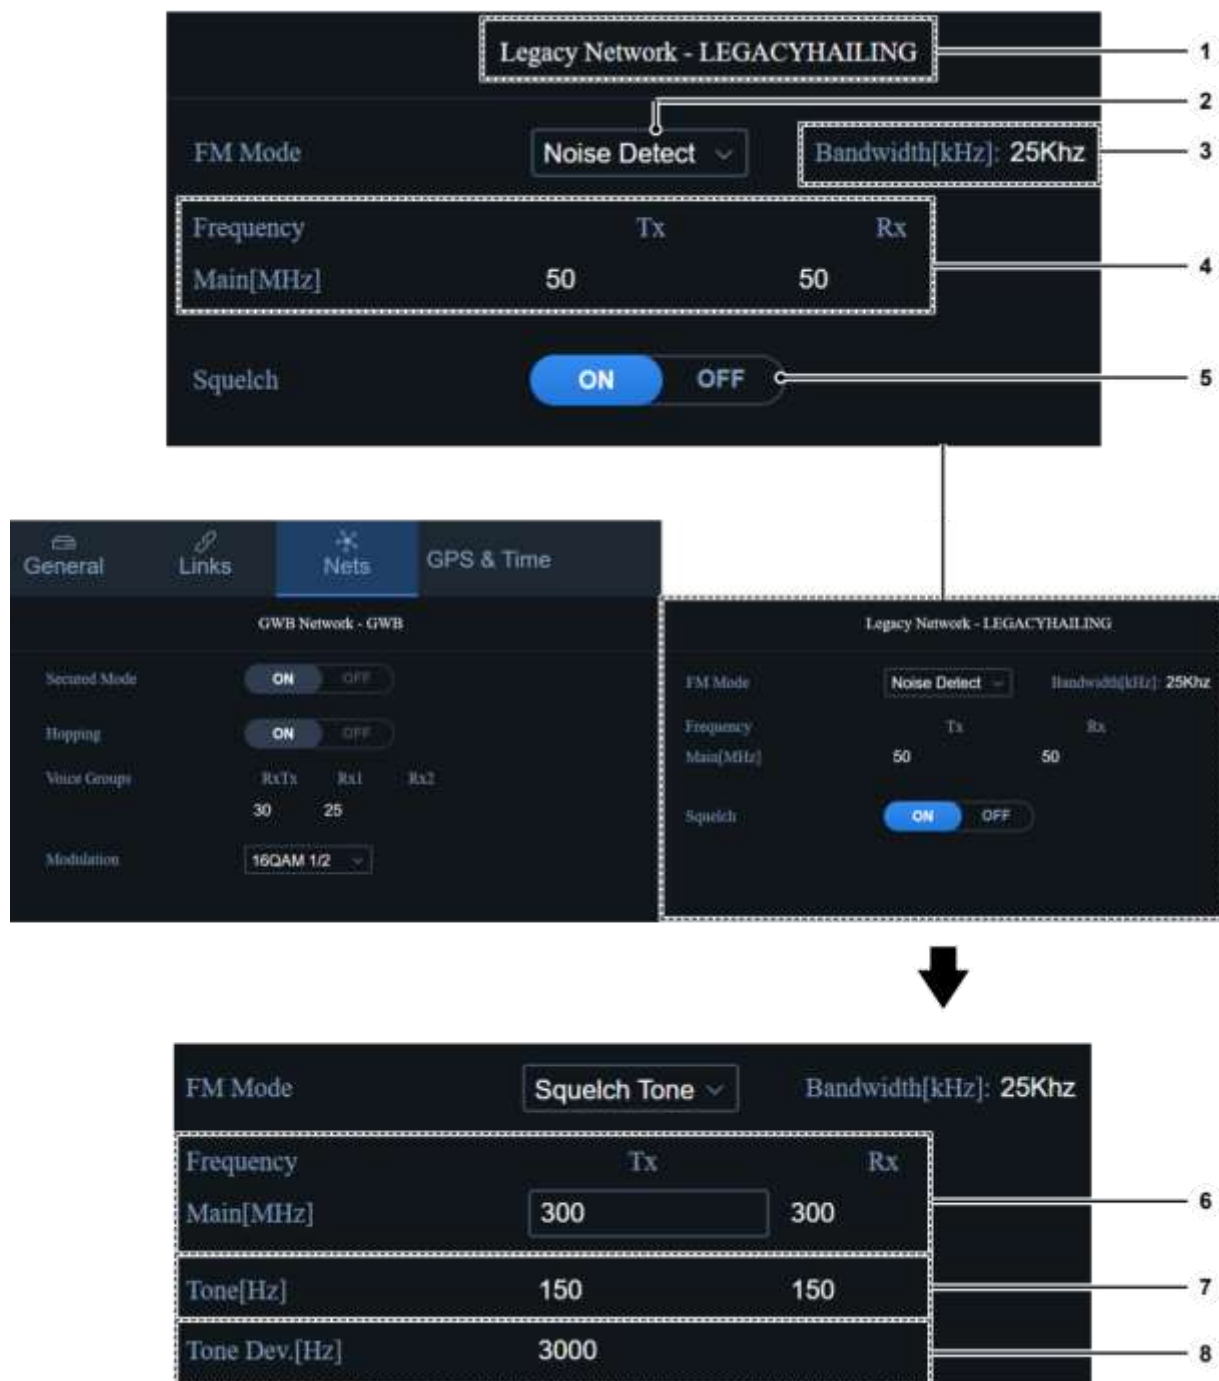 Legacy Network - LEGACYHAILING
1
2
FM Mode Noise Detect Bandwidth[kHz]: 25Khz
3
Frequency Tx Rx
Main[MHz] 50 50
4
Squelch ON OFF
5
General Links Nets GPS & Time
GWB Network - GWB
Secured Mode ON OFF
Hopping ON OFF
Voice Groups RxTx Rx1 Rx2
30 25
Modulation 16QAM 1/2
Legacy Network - LEGACYHAILING
FM Mode Noise Detect Bandwidth[kHz]: 25Khz
Frequency Tx Rx
Main[MHz] 50 50
Squelch ON OFF
FM Mode Squelch Tone Bandwidth[kHz]: 25Khz
Frequency Tx Rx
Main[MHz] 300 300
6
Tone[Hz] 150 150
7
Tone Dev.[Hz] 3000
8